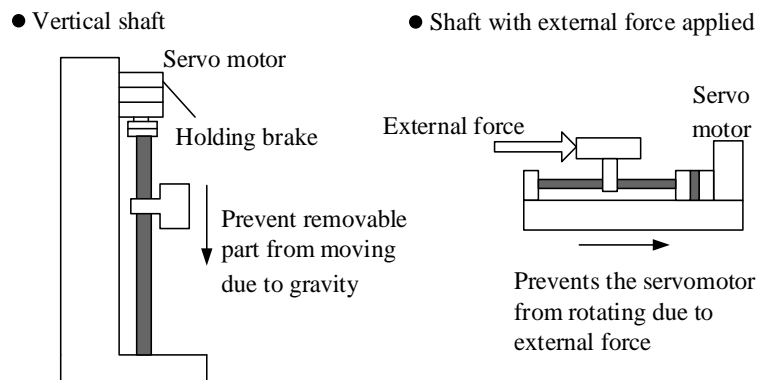 ● Vertical shaft
Servo motor
Holding brake
Prevent removable
part from moving
due to gravity
● Shaft with external force applied
Servo
motor
External force
Prevents the servomotor
from rotating due to
external force